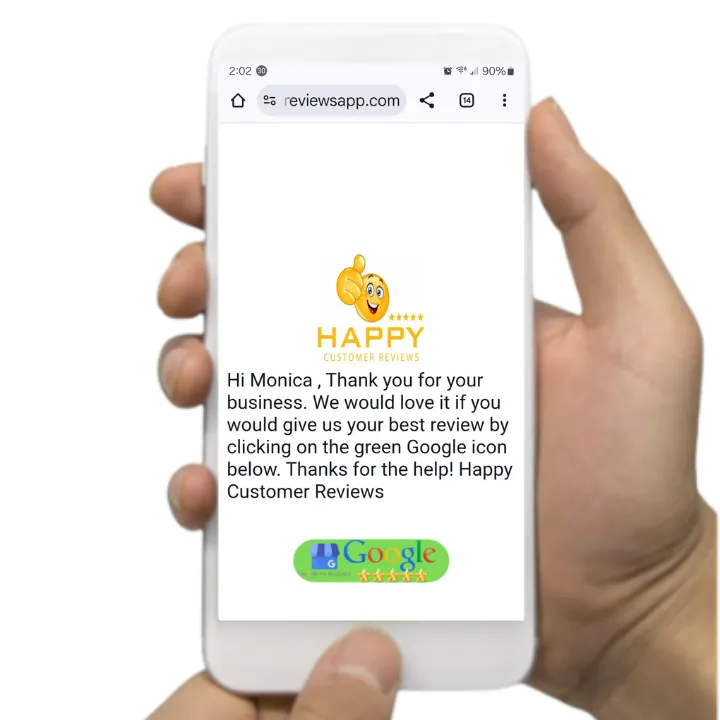 2:02 30 90%
reviewsapp.com 14
HAPPY
CUSTOMER REVIEWS
Hi Monica , Thank you for your
business. We would love it if you
would give us your best review by
clicking on the green Google icon
below. Thanks for the help! Happy
Customer Reviews
Google
G